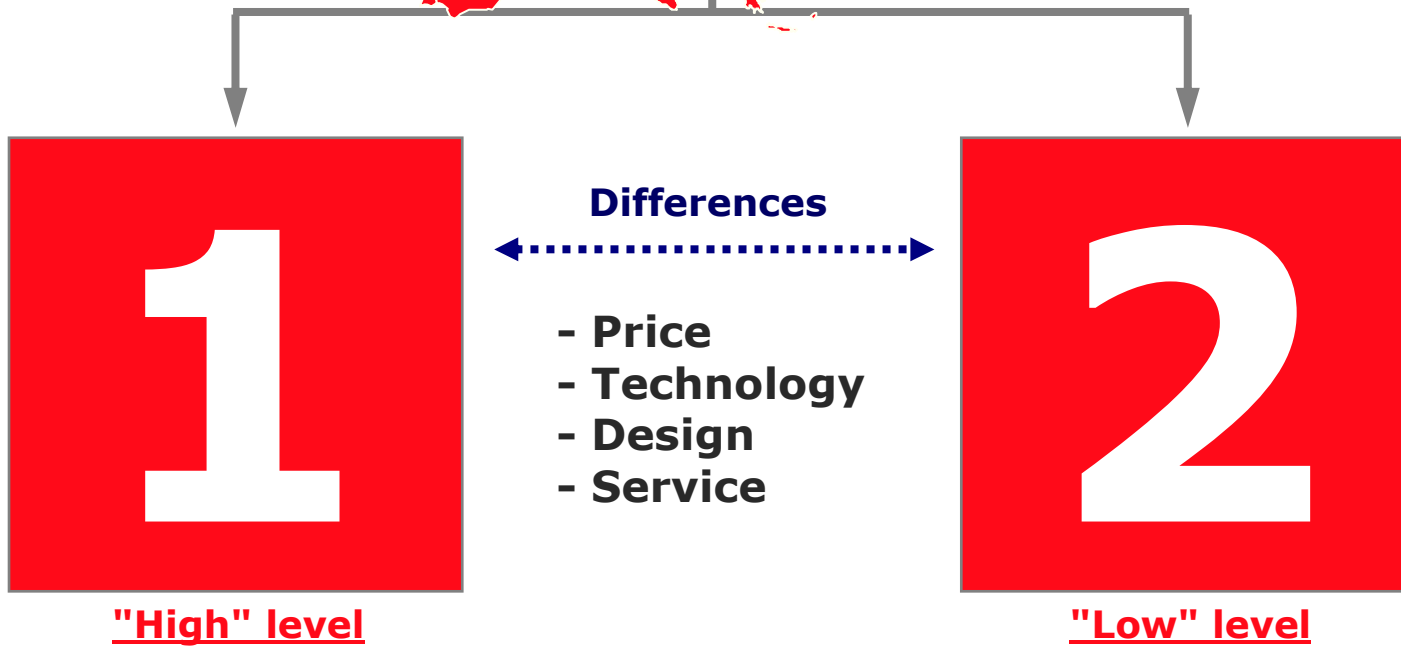 Differences
1
2
- Price
- Technology
- Design
- Service
"High" level
"Low" level